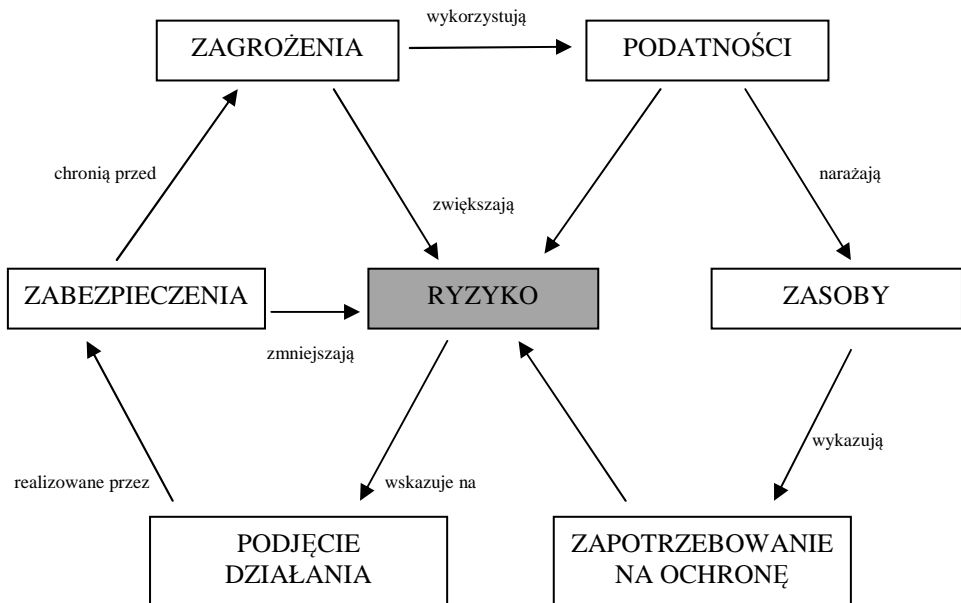 wykorzystują
ZAGROŻENIA
PODATNOŚCI
chronią przed
narażają
zwiększają
ZABEZPIECZENIA
RYZYKO
ZASOBY
zmniejszają
wykazują
realizowane przez
wskazuje na
PODJĘCIE
DZIAŁANIA
ZAPOTRZEBOWANIE
NA OCHRONĘ